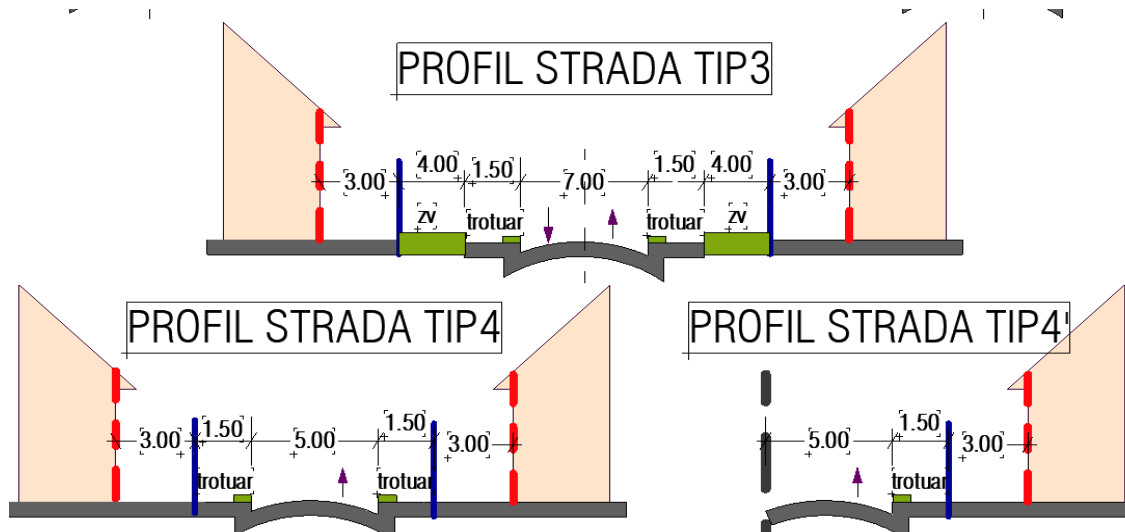 PROFIL STRADA TIP3
3.00 4.00 1.50 7.00 1.50 4.00 3.00
zv trotuar trotuar zv
PROFIL STRADA TIP4
3.00 1.50 5.00 1.50 3.00
trotuar trotuar
PROFIL STRADA TIP4'
5.00 1.50 3.00
trotuar